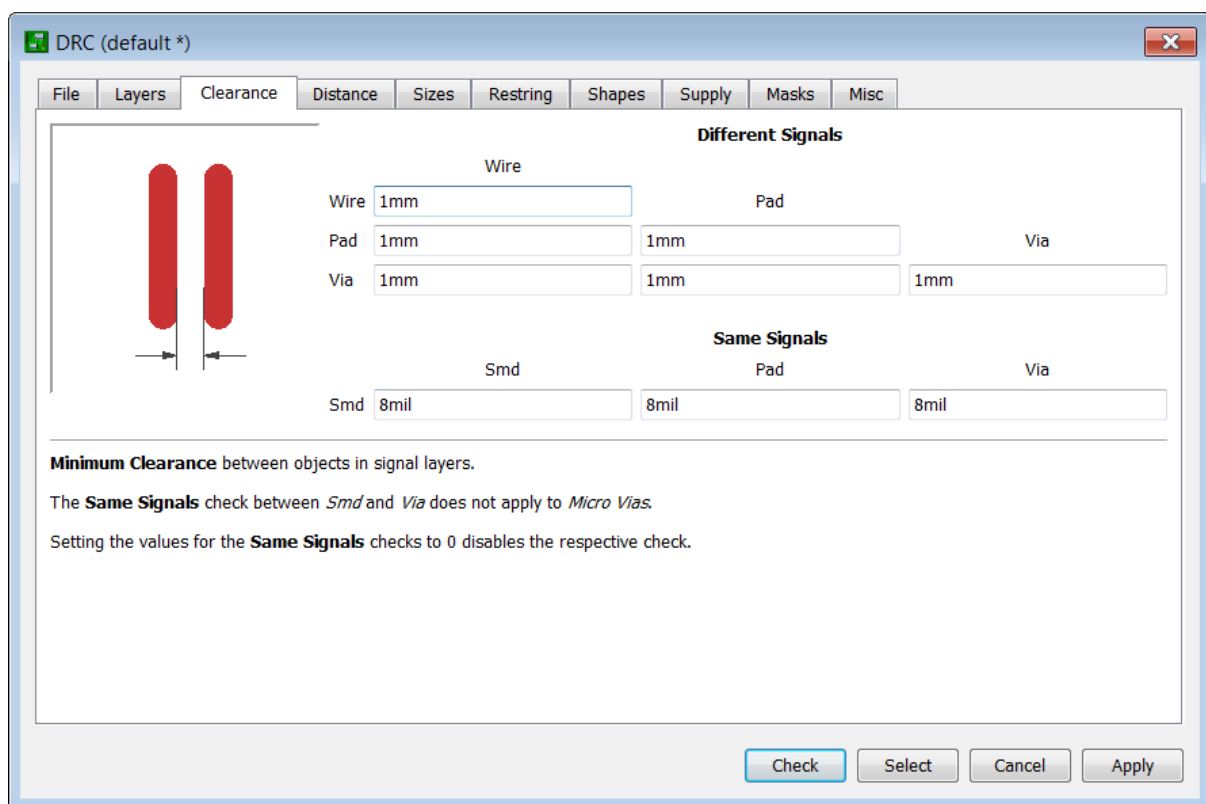 DRC (default *)
File Layers Clearance Distance Sizes Restring Shapes Supply Masks Misc
Different Signals
Wire
Wire 1mm Pad
Pad 1mm 1mm Via
Via 1mm 1mm 1mm
Same Signals
Smd Pad Via
Smd 8mil 8mil 8mil
Minimum Clearance between objects in signal layers.
The Same Signals check between Smd and Via does not apply to Micro Vias.
Setting the values for the Same Signals checks to 0 disables the respective check.
Check Select Cancel Apply